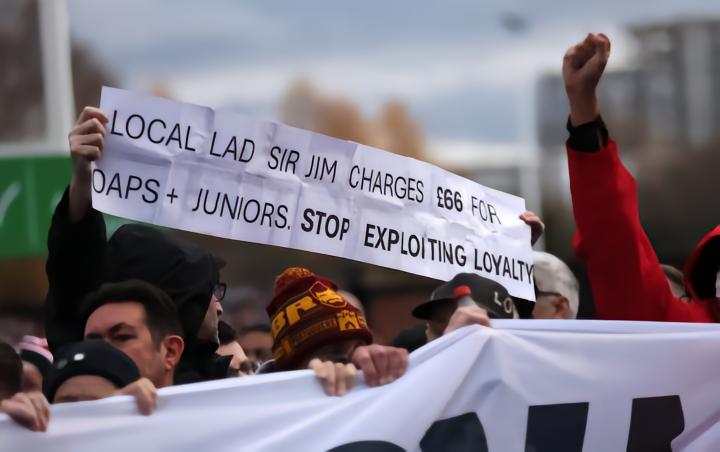 LOCAL LAD SIR JIM CHARGES £66 FOR
OAPS+ JUNIORS. STOP EXPLOITING LOYALTY